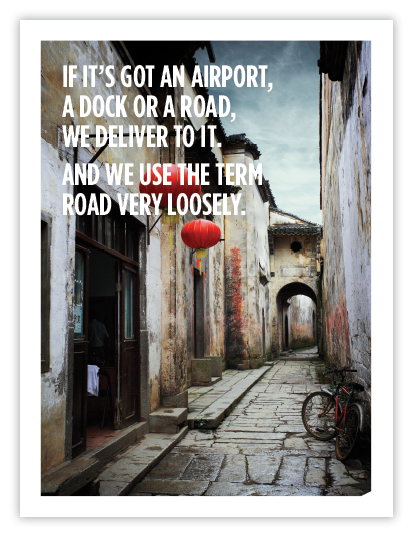 IF IT'S GOT AN AIRPORT,
A DOCK OR A ROAD,
WE DELIVER TO IT.
AND WE USE THE TERM
ROAD VERY LOOSELY.